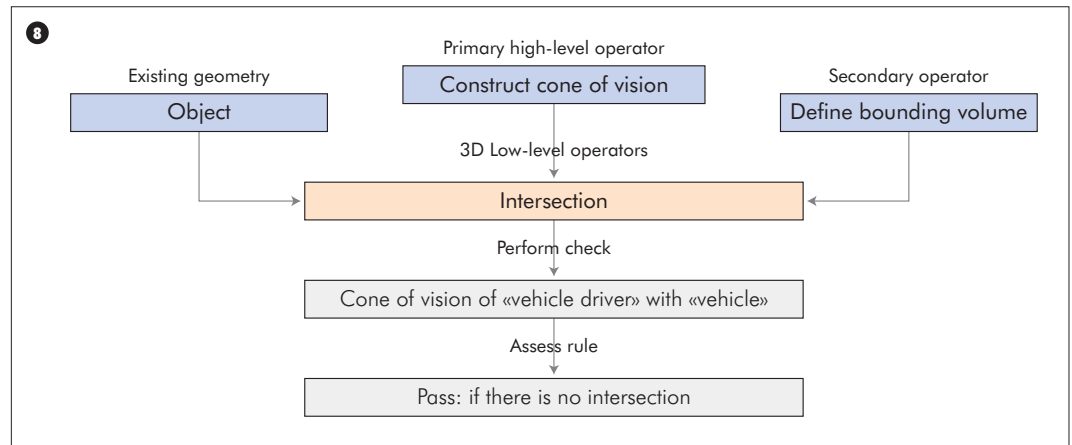 8
Primary high-level operator
Existing geometry
Construct cone of vision
Secondary operator
Object
Define bounding volume
3D Low-level operators
Intersection
Perform check
Cone of vision of «vehicle driver» with «vehicle»
Assess rule
Pass: if there is no intersection